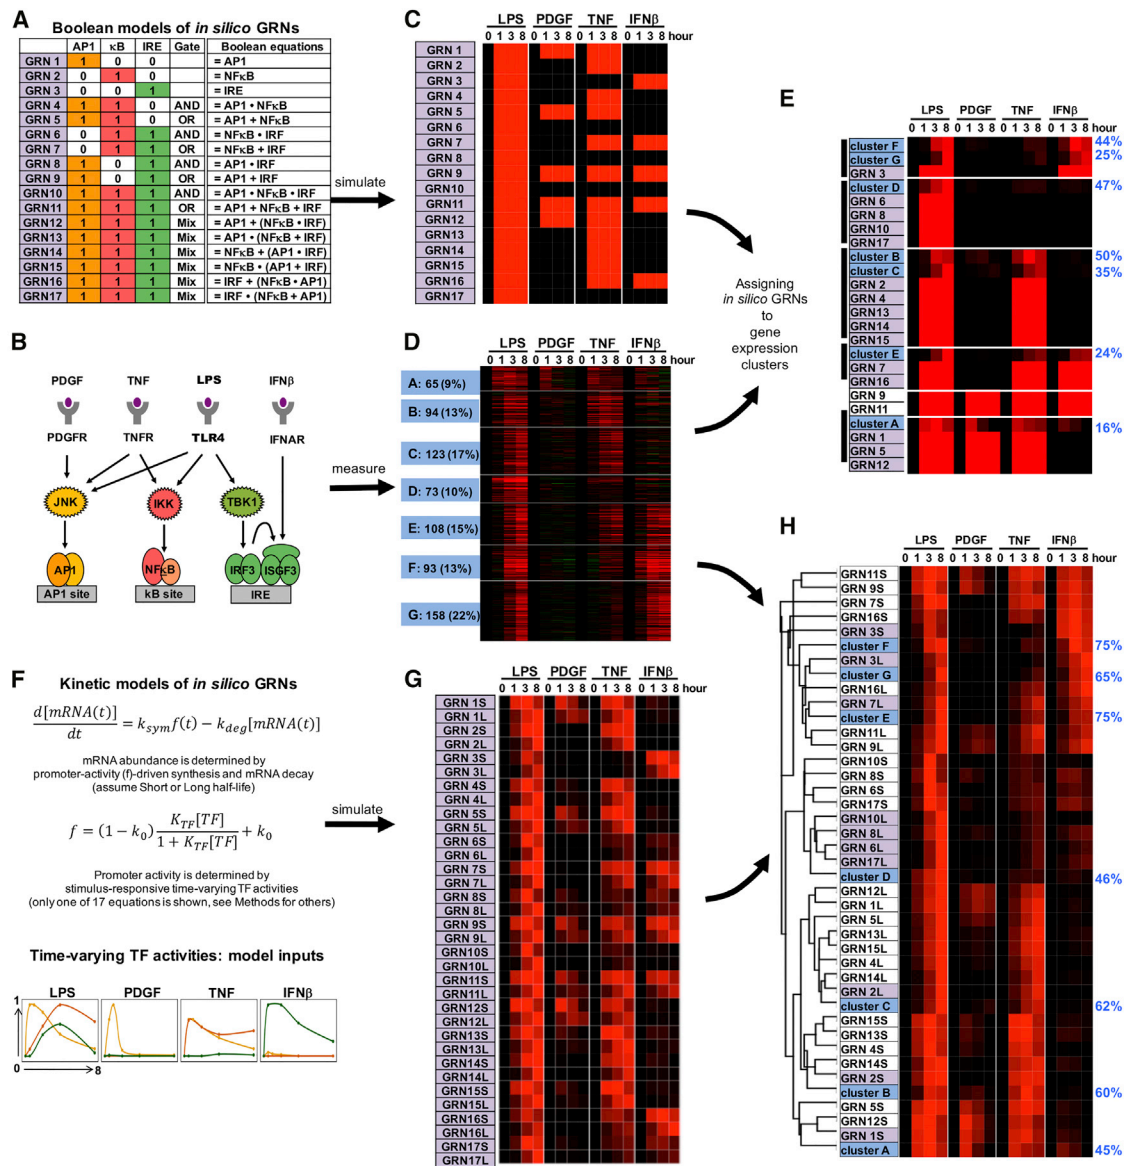 A
Boolean models of in silico GRNs
AP1 κB IRE Gate Boolean equations
GRN 1 1 0 0 = AP1
GRN 2 0 1 0 = NFκB
GRN 3 0 0 1 = IRE
GRN 4 1 1 0 AND = AP1 • NFκB
GRN 5 1 1 0 OR = AP1 + NFκB
GRN 6 0 1 1 AND = NFκB • IRF
GRN 7 0 1 1 OR = NFκB + IRF
GRN 8 1 0 1 AND = AP1 • IRF
GRN 9 1 0 1 OR = AP1 + IRF
GRN10 1 1 1 AND = AP1 • NFκB • IRF
GRN11 1 1 1 OR = AP1 + NFκB + IRF
GRN12 1 1 1 Mix = AP1 + (NFκB • IRF)
GRN13 1 1 1 Mix = AP1 • (NFκB + IRF)
GRN14 1 1 1 Mix = NFκB + (AP1 • IRF)
GRN15 1 1 1 Mix = NFκB • (AP1 + IRF)
GRN16 1 1 1 Mix = IRF + (NFκB • AP1)
GRN17 1 1 1 Mix = IRF • (NFκB + AP1)
simulate
C
LPS PDGF TNF IFNβ
0 1 3 8 0 1 3 8 0 1 3 8 0 1 3 8 hour
GRN 1
GRN 2
GRN 3
GRN 4
GRN 5
GRN 6
GRN 7
GRN 8
GRN 9
GRN10
GRN11
GRN12
GRN13
GRN14
GRN15
GRN16
GRN17
Assigning
in silico GRNs
to
gene
expression
clusters
E
LPS PDGF TNF IFNβ
0 1 3 8 0 1 3 8 0 1 3 8 0 1 3 8 hour
cluster F 44%
cluster G 25%
GRN 3
cluster D 47%
GRN 6
GRN 8
GRN10
GRN17
cluster B 50%
cluster C 35%
GRN 2
GRN 4
GRN13
GRN14
GRN15
cluster E 24%
GRN 7
GRN16
GRN 9
GRN11
cluster A 16%
GRN 1
GRN 5
GRN12
B
PDGF TNF LPS IFNβ
PDGFR TNFR TLR4 IFNAR
JNK IKK TBK1
AP1 NFκB IRF3 ISGF3
AP1 site kB site IRE
measure
D
LPS PDGF TNF IFNβ
0 1 3 8 0 1 3 8 0 1 3 8 0 1 3 8 hour
A: 65 (9%)
B: 94 (13%)
C: 123 (17%)
D: 73 (10%)
E: 108 (15%)
F: 93 (13%)
G: 158 (22%)
F
Kinetic models of in silico GRNs
d[mRNA(t)]/dt = k_sym f(t) − k_deg[mRNA(t)]
mRNA abundance is determined by
promoter-activity (f)-driven synthesis and mRNA decay
(assume Short or Long half-life)
f = (1 − k_0) K_TF[TF]/(1 + K_TF[TF]) + k_0
Promoter activity is determined by
stimulus-responsive time-varying TF activities
(only one of 17 equations is shown, see Methods for others)
Time-varying TF activities: model inputs
LPS PDGF TNF IFNβ
1
0 8
simulate
G
LPS PDGF TNF IFNβ
0 1 3 8 0 1 3 8 0 1 3 8 0 1 3 8 hour
GRN 1S
GRN 1L
GRN 2S
GRN 2L
GRN 3S
GRN 3L
GRN 4S
GRN 4L
GRN 5S
GRN 5L
GRN 6S
GRN 6L
GRN 7S
GRN 7L
GRN 8S
GRN 8L
GRN 9S
GRN 9L
GRN10S
GRN10L
GRN11S
GRN11L
GRN12S
GRN12L
GRN13S
GRN13L
GRN14S
GRN14L
GRN15S
GRN15L
GRN16S
GRN16L
GRN17S
GRN17L
H
LPS PDGF TNF IFNβ
0 1 3 8 0 1 3 8 0 1 3 8 0 1 3 8 hour
GRN11S
GRN 9S
GRN 7S
GRN16S
GRN 3S
cluster F 75%
GRN 3L
cluster G 65%
GRN16L
GRN 7L
cluster E 75%
GRN11L
GRN 9L
GRN10S
GRN 8S
GRN 6S
GRN17S
GRN10L
GRN 8L
GRN 6L
GRN17L
cluster D 46%
GRN12L
GRN 1L
GRN 5L
GRN13L
GRN15L
GRN 4L
GRN14L
GRN 2L
cluster C 62%
GRN15S
GRN13S
GRN 4S
GRN14S
GRN 2S
cluster B 60%
GRN 5S
GRN12S
GRN 1S
cluster A 45%